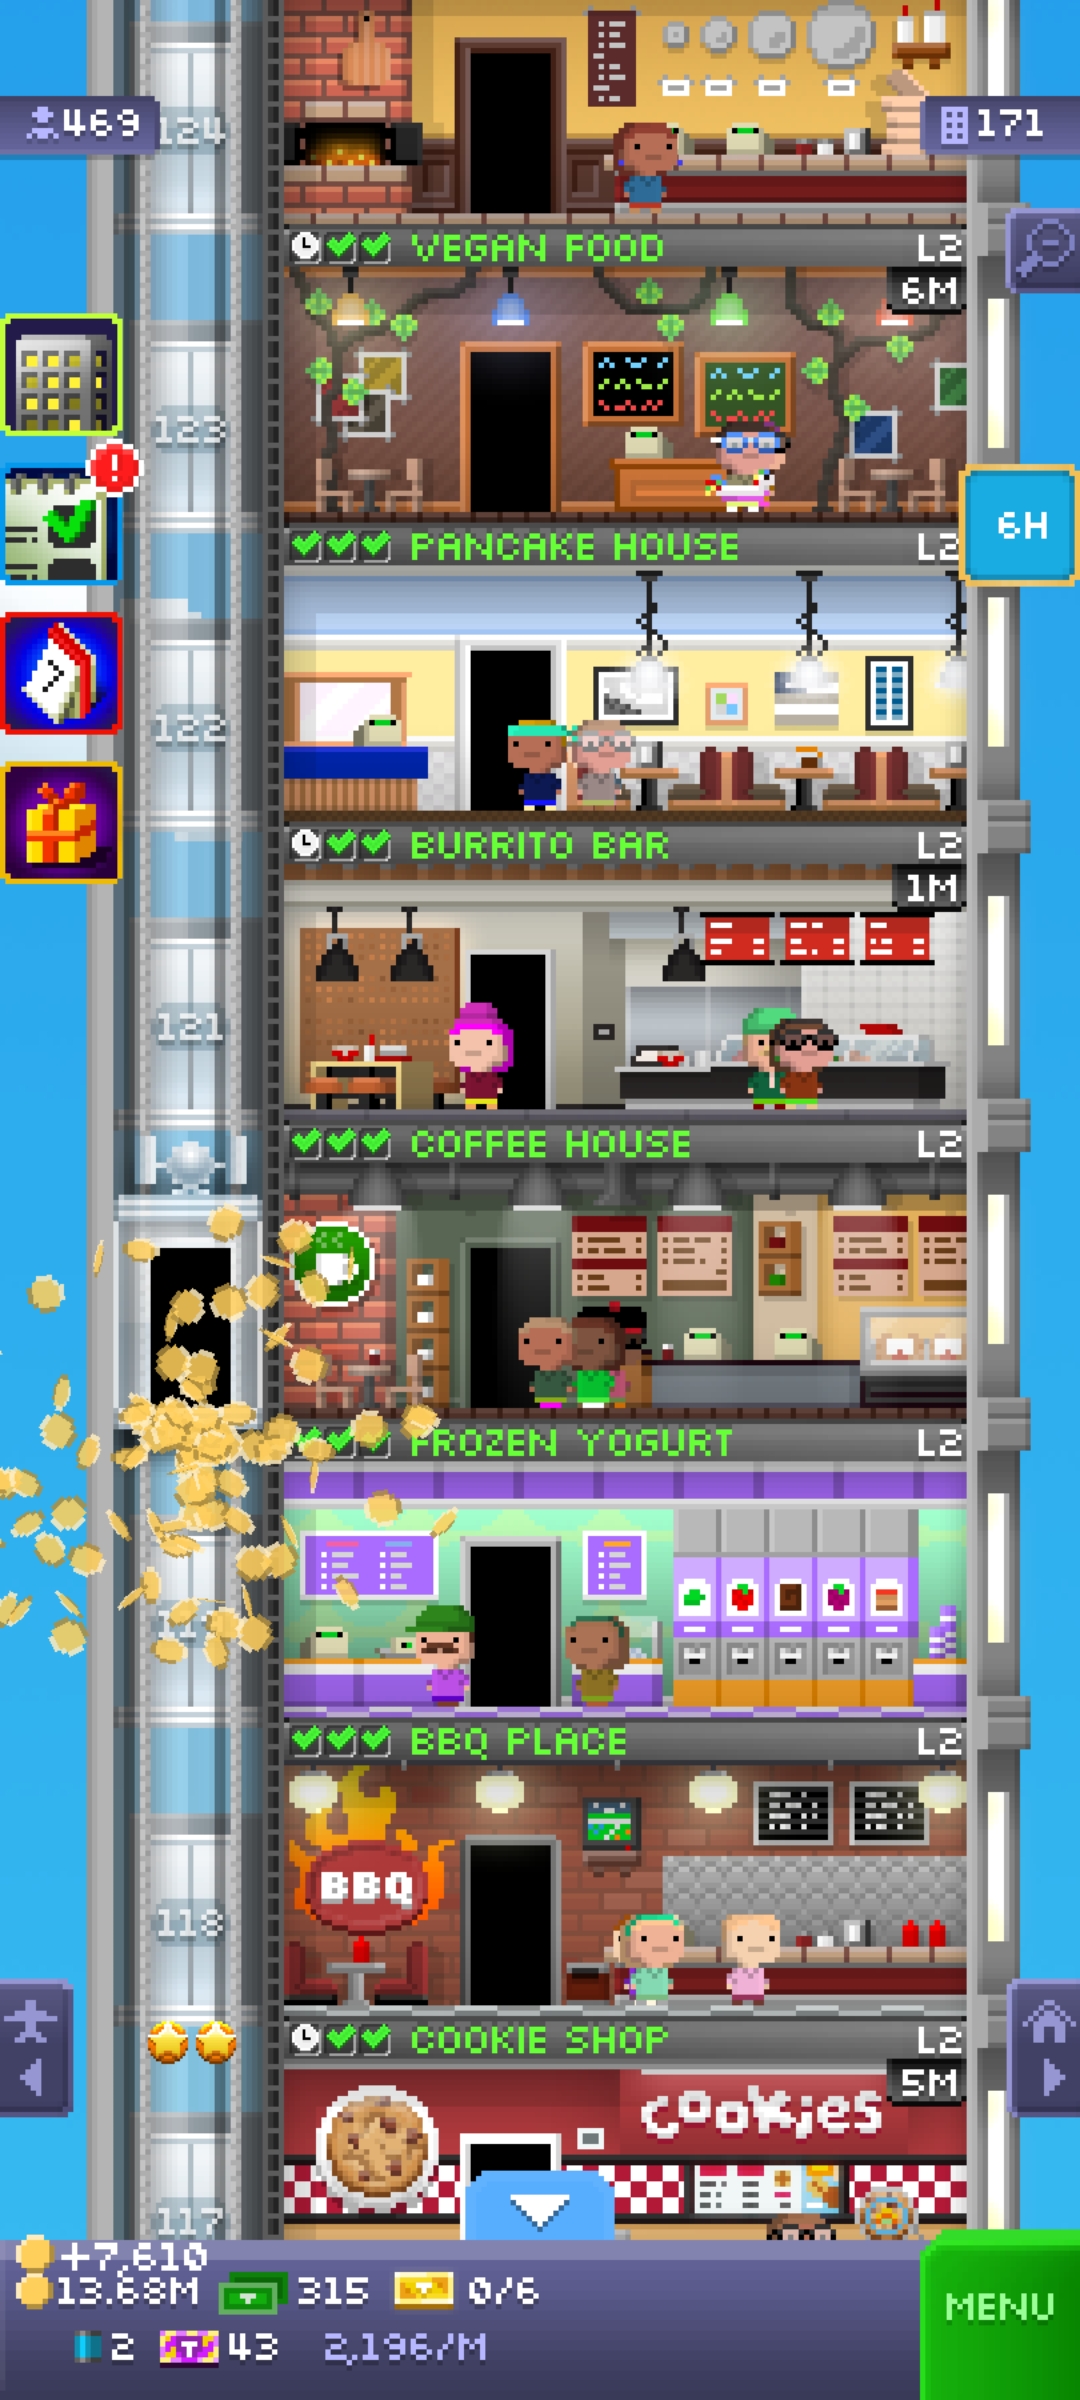 469
124
171
VEGAN FOOD
L2
6M
123
PANCAKE HOUSE
L2
6H
122
BURRITO BAR
L2
1M
121
COFFEE HOUSE
L2
FROZEN YOGURT
L2
BBQ PLACE
L2
BBQ
118
COOKIE SHOP
L2
5M
cookies
117
+7,610
13.68M
315
0/6
MENU
2
43
2,196/M